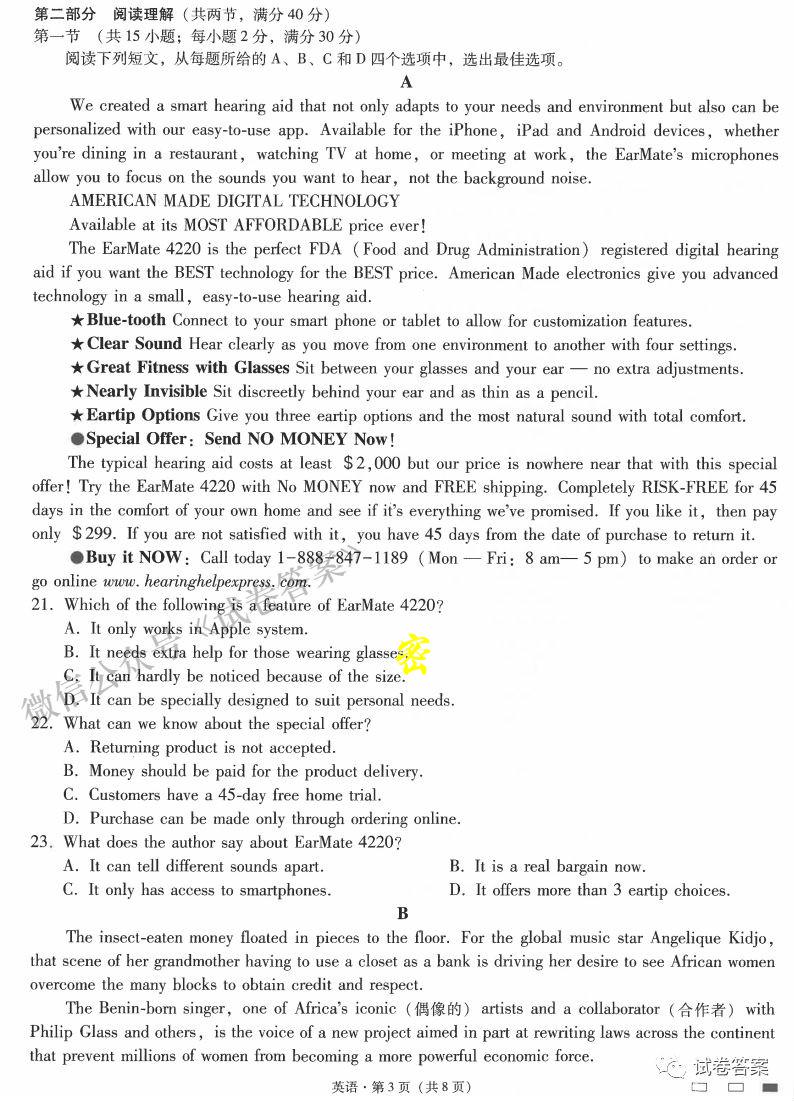 第二部分 阅读理解（共两节，满分 40 分）
第一节 （共 15 小题；每小题 2 分，满分 30 分）
阅读下列短文，从每题所给的 A、B、C 和 D 四个选项中，选出最佳选项。
A
We created a smart hearing aid that not only adapts to your needs and environment but also can be
personalized with our easy-to-use app. Available for the iPhone, iPad and Android devices, whether
you're dining in a restaurant, watching TV at home, or meeting at work, the EarMate's microphones
allow you to focus on the sounds you want to hear, not the background noise.
AMERICAN MADE DIGITAL TECHNOLOGY
Available at its MOST AFFORDABLE price ever!
The EarMate 4220 is the perfect FDA (Food and Drug Administration) registered digital hearing
aid if you want the BEST technology for the BEST price. American Made electronics give you advanced
technology in a small, easy-to-use hearing aid.
★Blue-tooth Connect to your smart phone or tablet to allow for customization features.
★Clear Sound Hear clearly as you move from one environment to another with four settings.
★Great Fitness with Glasses Sit between your glasses and your ear — no extra adjustments.
★Nearly Invisible Sit discreetly behind your ear and as thin as a pencil.
★Eartip Options Give you three eartip options and the most natural sound with total comfort.
●Special Offer: Send NO MONEY Now!
The typical hearing aid costs at least $2,000 but our price is nowhere near that with this special
offer! Try the EarMate 4220 with No MONEY now and FREE shipping. Completely RISK-FREE for 45
days in the comfort of your own home and see if it's everything we've promised. If you like it, then pay
only $299. If you are not satisfied with it, you have 45 days from the date of purchase to return it.
●Buy it NOW: Call today 1-888-847-1189 (Mon — Fri: 8 am— 5 pm) to make an order or
go online www. hearinghelpexpress. com.
21. Which of the following is a feature of EarMate 4220?
A. It only works in Apple system.
B. It needs extra help for those wearing glasses.
C. It can hardly be noticed because of the size.
D. It can be specially designed to suit personal needs.
22. What can we know about the special offer?
A. Returning product is not accepted.
B. Money should be paid for the product delivery.
C. Customers have a 45-day free home trial.
D. Purchase can be made only through ordering online.
23. What does the author say about EarMate 4220?
A. It can tell different sounds apart. B. It is a real bargain now.
C. It only has access to smartphones. D. It offers more than 3 eartip choices.
B
The insect-eaten money floated in pieces to the floor. For the global music star Angelique Kidjo,
that scene of her grandmother having to use a closet as a bank is driving her desire to see African women
overcome the many blocks to obtain credit and respect.
The Benin-born singer, one of Africa's iconic (偶像的) artists and a collaborator (合作者) with
Philip Glass and others, is the voice of a new project aimed in part at rewriting laws across the continent
that prevent millions of women from becoming a more powerful economic force.
英语·第 3 页（共 8 页）
微信公众号《试卷答案》
密
试卷答案